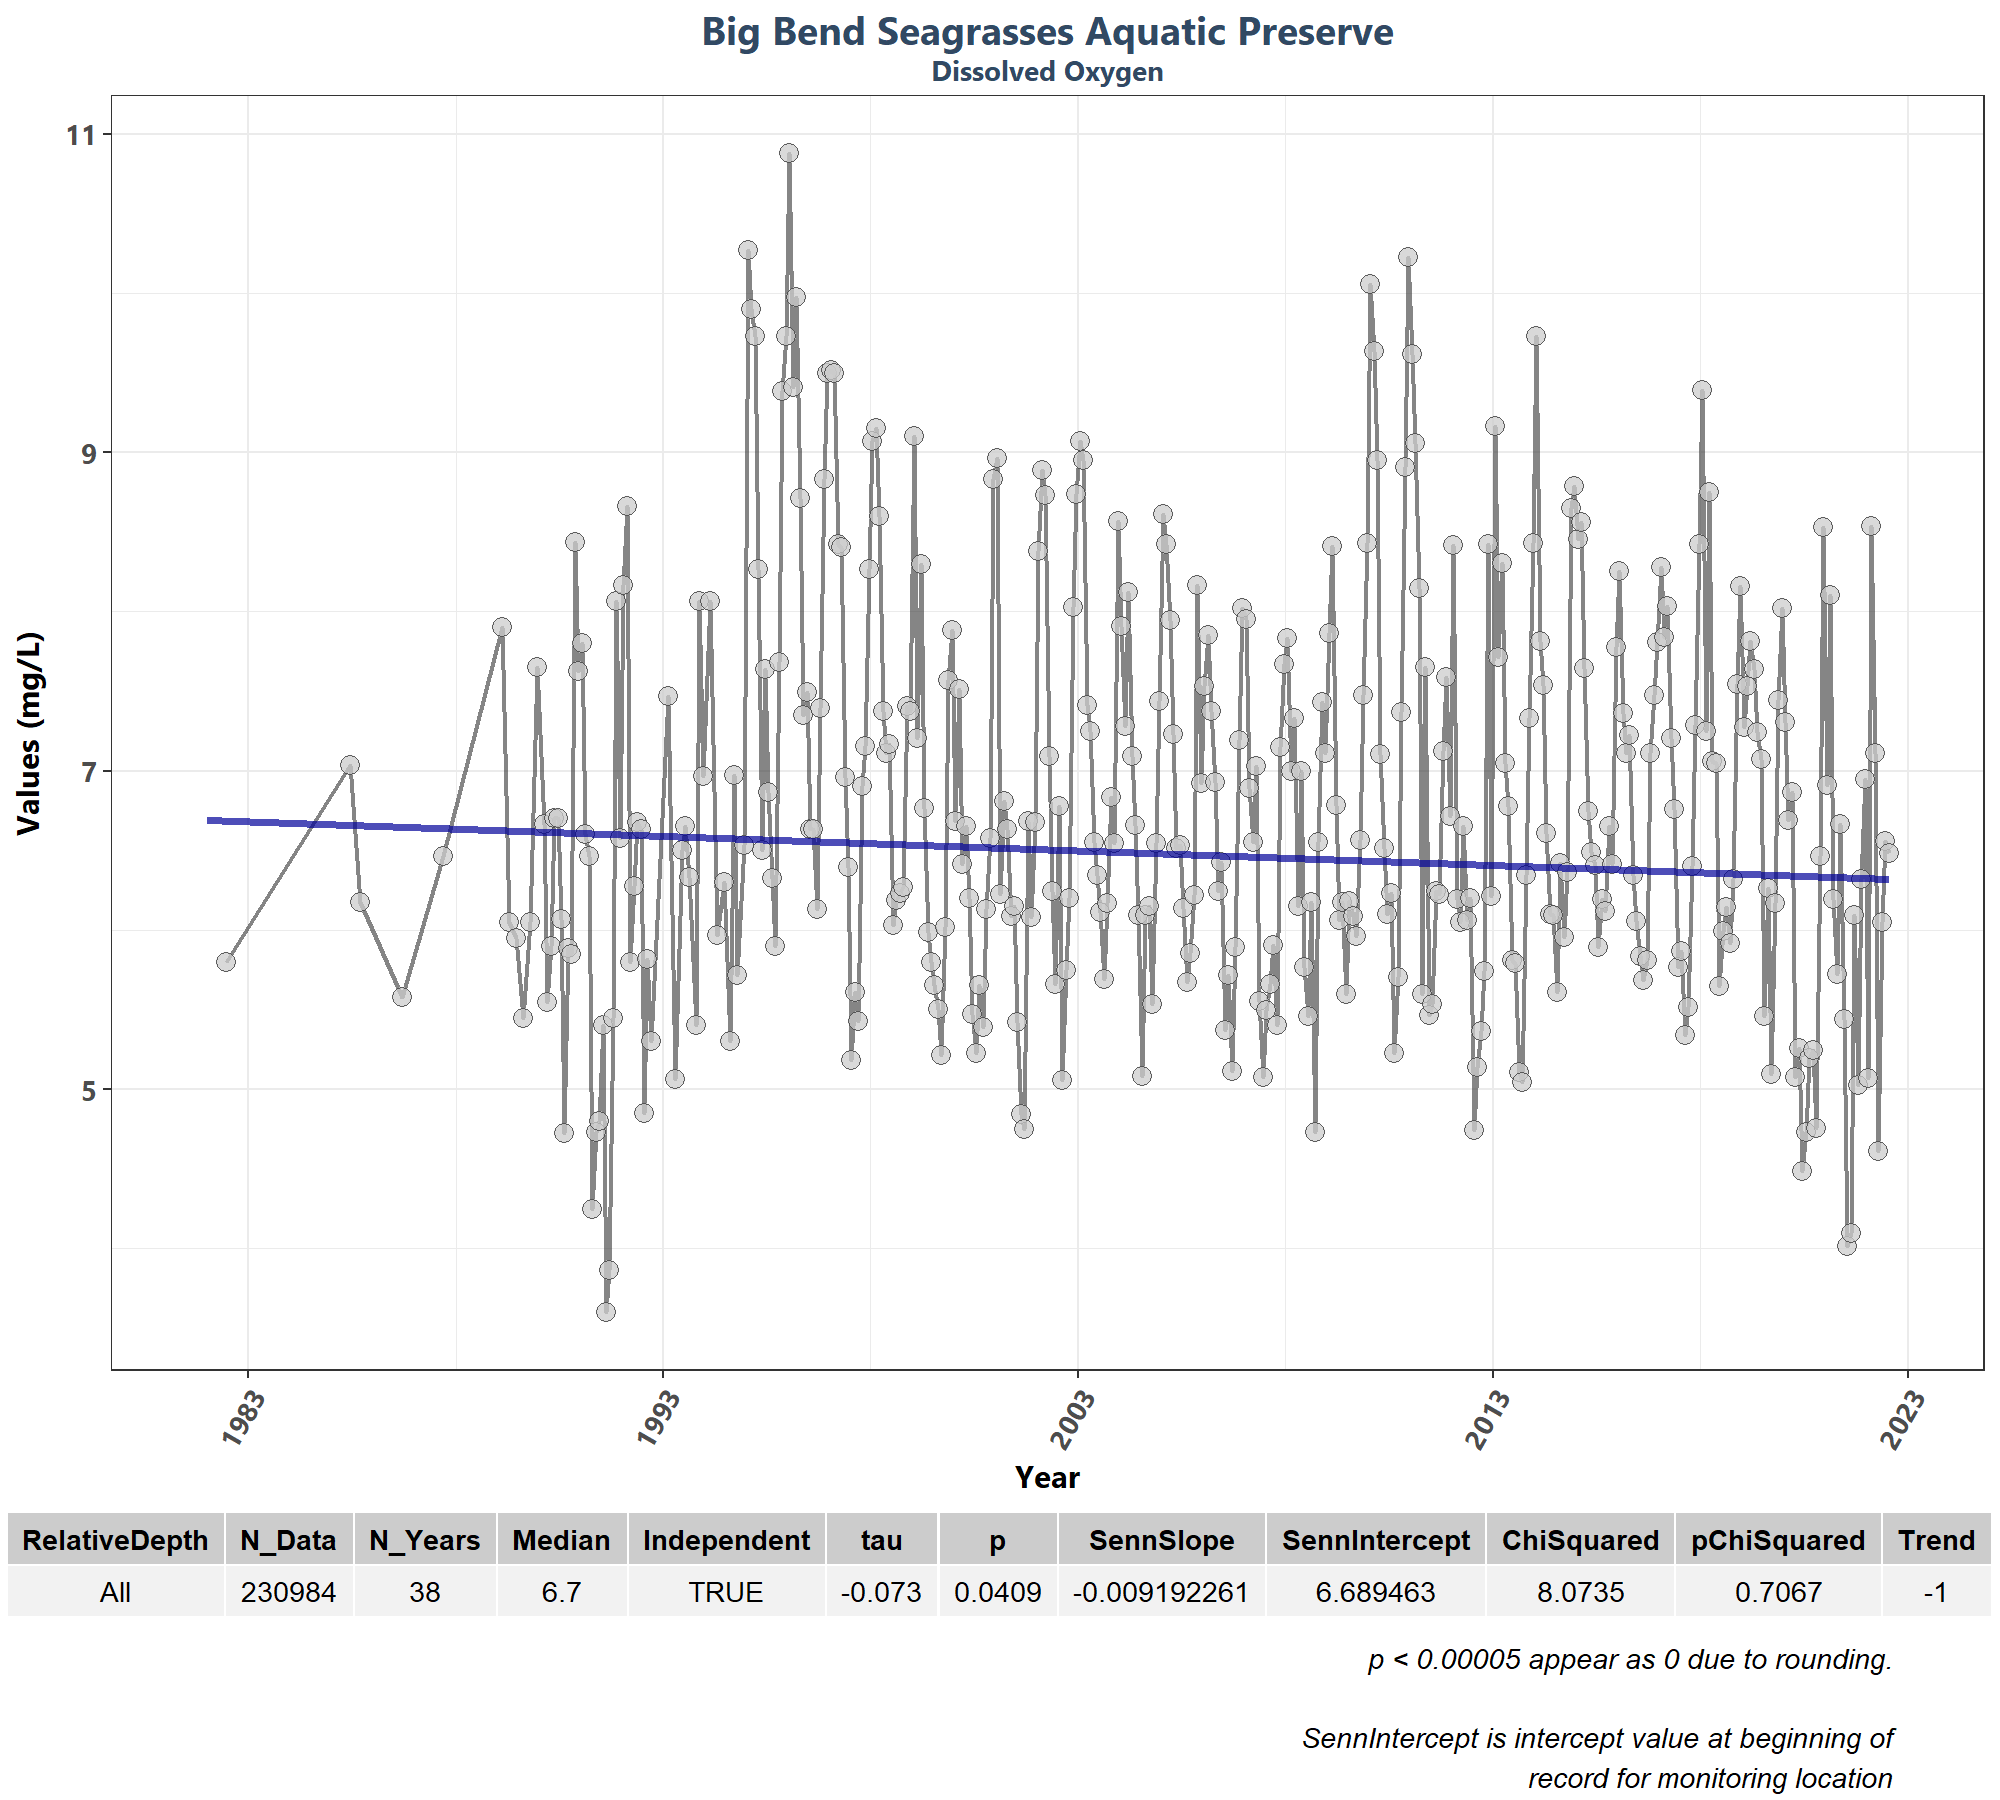 Big Bend Seagrasses Aquatic Preserve
Dissolved Oxygen
Values (mg/L)
11
9
7
5
1983 1993 2003 2013 2023
Year
RelativeDepth N_Data N_Years Median Independent tau p SennSlope SennIntercept ChiSquared pChiSquared Trend
All 230984 38 6.7 TRUE -0.073 0.0409 -0.009192261 6.689463 8.0735 0.7067 -1
p < 0.00005 appear as 0 due to rounding.
SennIntercept is intercept value at beginning of
record for monitoring location